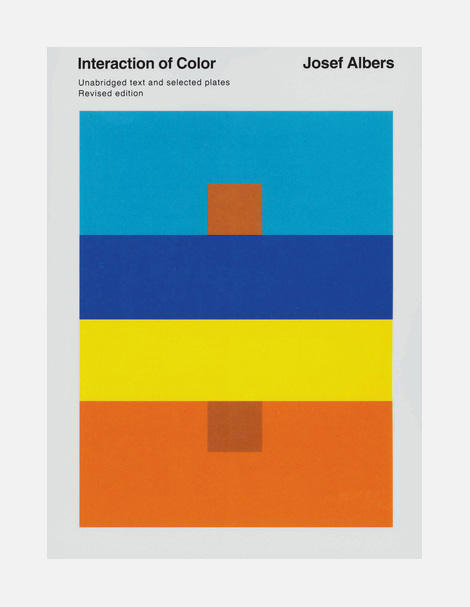 Interaction of Color
Josef Albers
Unabridged text and selected plates
Revised edition